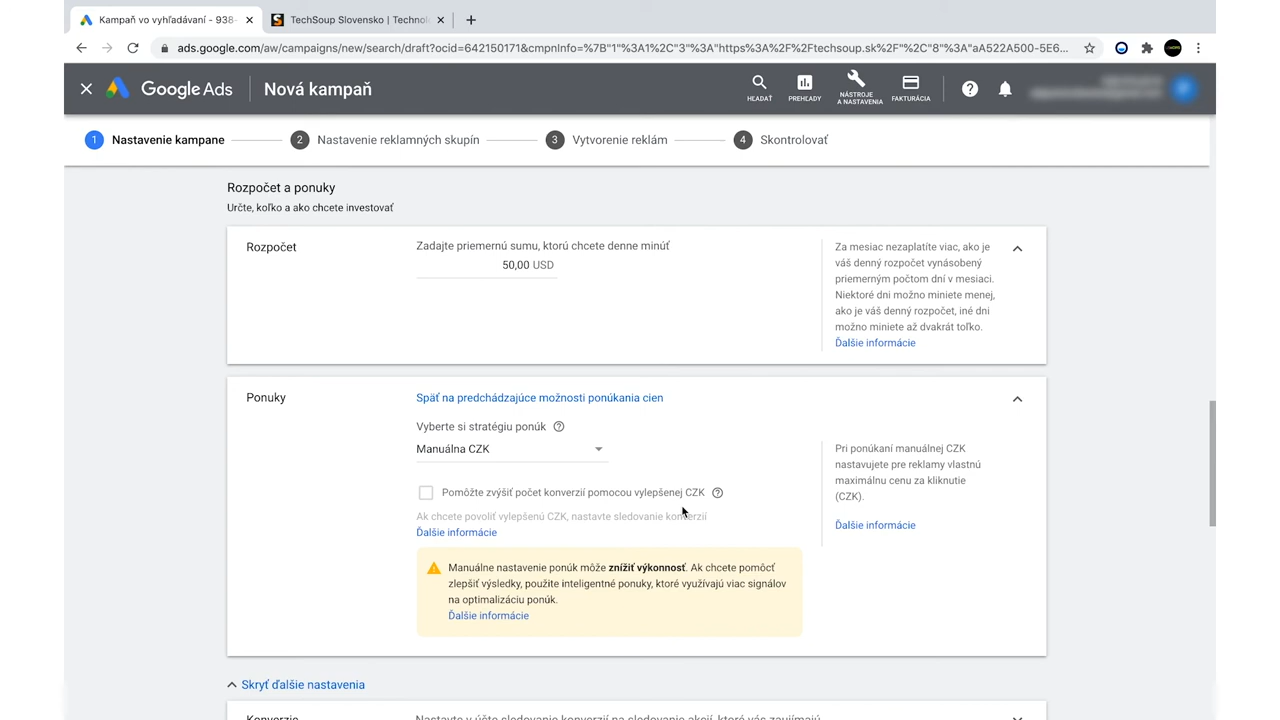 Kampaň vo vyhľadávaní - 938-
TechSoup Slovensko | Technol
ads.google.com/aw/campaigns/new/search/draft?ocid=642150171&cmpnInfo=%7B"1"%3A1%2C"3"%3A"https%3A%2F%2Ftechsoup.sk%2F"%2C"8"%3A"aA522A500-5E6...
Google Ads
Nová kampaň
HĽADAŤ
PREHĽADY
NÁSTROJE
A NASTAVENIA
FAKTURÁCIA
1 Nastavenie kampane
2 Nastavenie reklamných skupín
3 Vytvorenie reklám
4 Skontrolovať
Rozpočet a ponuky
Určte, koľko a ako chcete investovať
Rozpočet
Zadajte priemernú sumu, ktorú chcete denne minúť
50,00 USD
Za mesiac nezaplatíte viac, ako je
váš denný rozpočet vynásobený
priemerným počtom dní v mesiaci.
Niektoré dni možno miniete menej,
ako je váš denný rozpočet, iné dni
možno miniete až dvakrát toľko.
Ďalšie informácie
Ponuky
Späť na predchádzajúce možnosti ponúkania cien
Vyberte si stratégiu ponúk
Manuálna CZK
Pomôžte zvýšiť počet konverzií pomocou vylepšenej CZK
Ak chcete povoliť vylepšenú CZK, nastavte sledovanie konverzií
Ďalšie informácie
Manuálne nastavenie ponúk môže znížiť výkonnosť. Ak chcete pomôcť
zlepšiť výsledky, použite inteligentné ponuky, ktoré využívajú viac signálov
na optimalizáciu ponúk.
Ďalšie informácie
Pri ponúkaní manuálnej CZK
nastavujete pre reklamy vlastnú
maximálnu cenu za kliknutie
(CZK).
Ďalšie informácie
Skryť ďalšie nastavenia
Konverzie
Nastavte v účte sledovanie konverzií na sledovanie akcií, ktoré vás zaujímajú